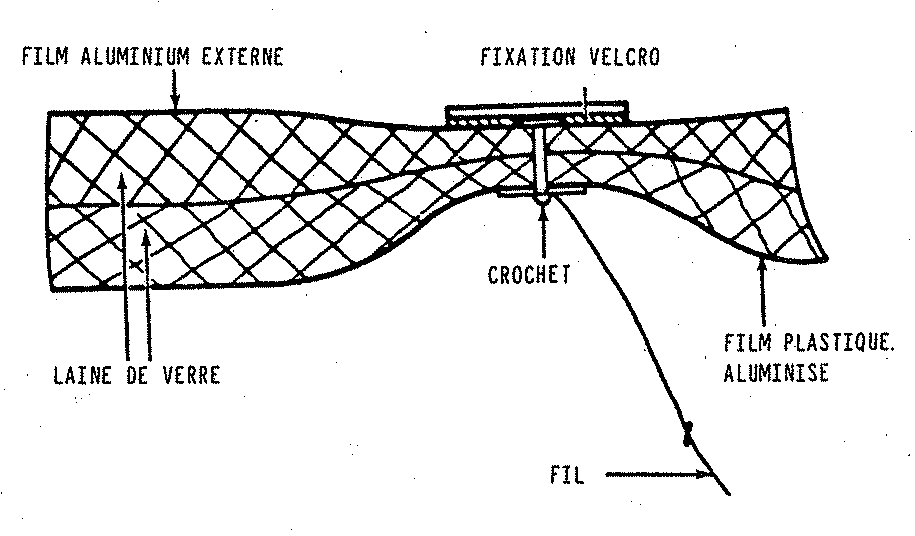 FILM ALUMINIUM EXTERNE
FIXATION VELCRO
CROCHET
FILM PLASTIQUE.
ALUMINISE
LAINE DE VERRE
FIL